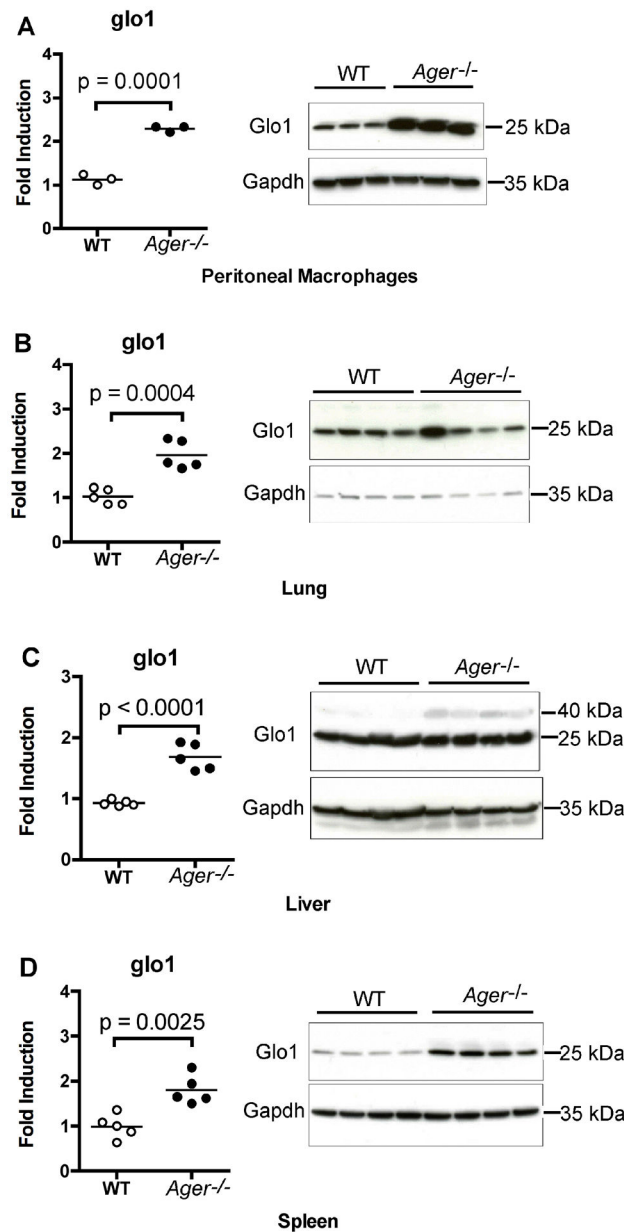 A
glo1
Fold Induction
4
3
2
1
0
p = 0.0001
WT
Ager-/-
WT
Ager-/-
Glo1
25 kDa
Gapdh
35 kDa
Peritoneal Macrophages
B
glo1
Fold Induction
4
3
2
1
0
p = 0.0004
WT
Ager-/-
WT
Ager-/-
Glo1
25 kDa
Gapdh
35 kDa
Lung
C
glo1
Fold Induction
3
2
1
0
p < 0.0001
WT
Ager-/-
WT
Ager-/-
40 kDa
Glo1
25 kDa
Gapdh
35 kDa
Liver
D
glo1
Fold Induction
4
3
2
1
0
p = 0.0025
WT
Ager-/-
WT
Ager-/-
Glo1
25 kDa
Gapdh
35 kDa
Spleen